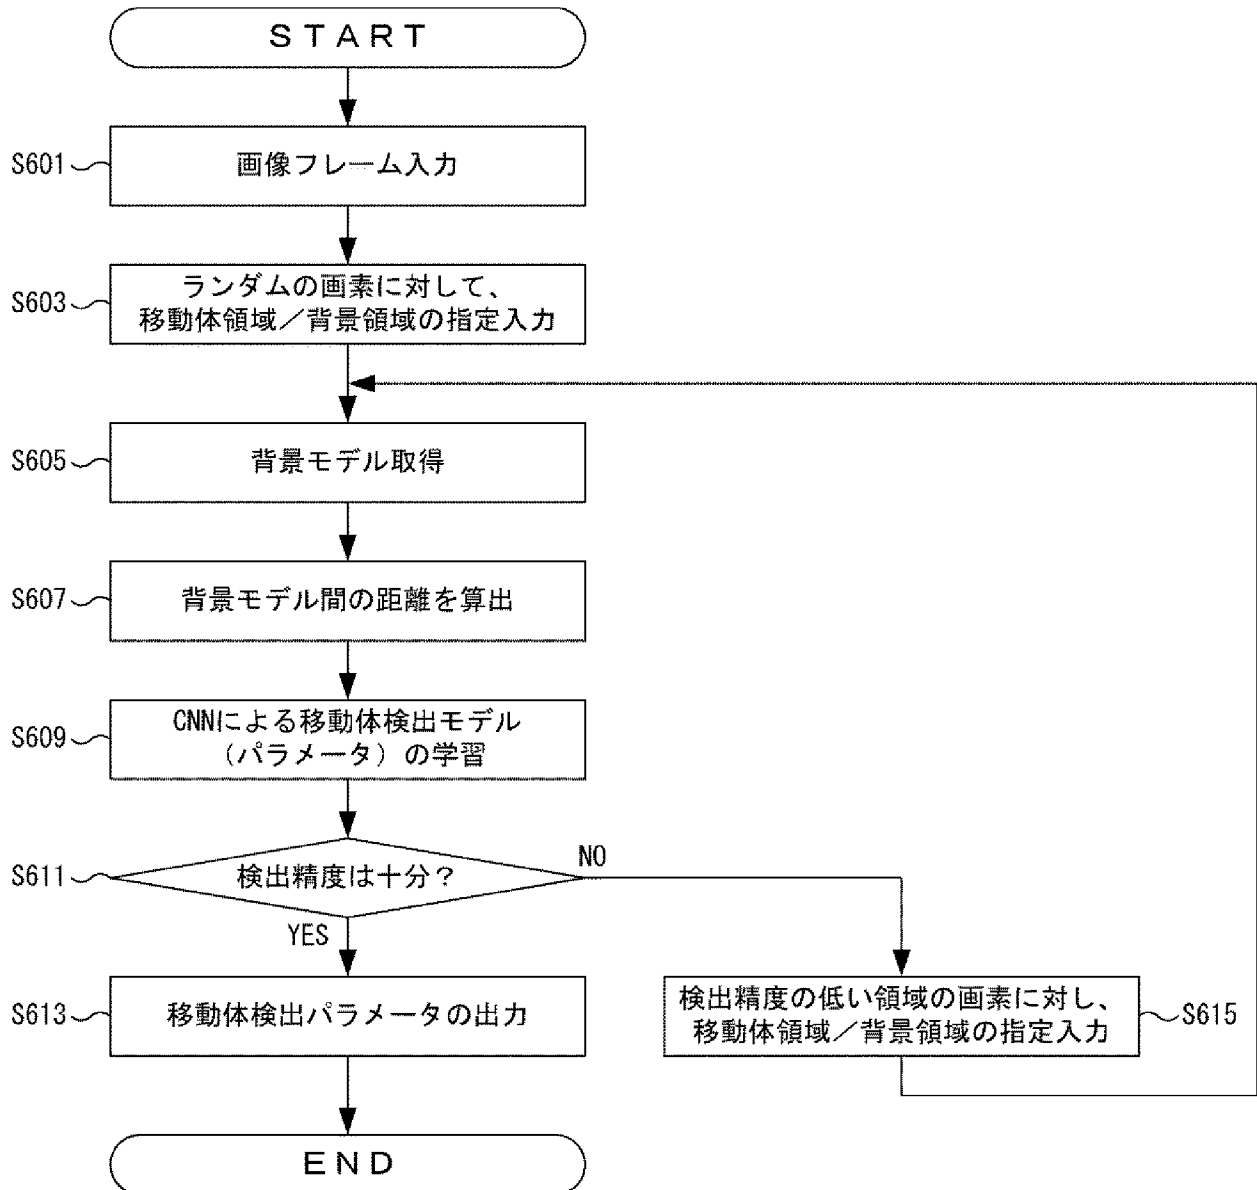 START
S601
画像フレーム入力
S603
ランダムの画素に対して、
移動体領域／背景領域の指定入力
S605
背景モデル取得
S607
背景モデル間の距離を算出
S609
CNNによる移動体検出モデル
（パラメータ）の学習
S611
検出精度は十分？
NO
YES
S613
移動体検出パラメータの出力
検出精度の低い領域の画素に対し、
移動体領域／背景領域の指定入力
S615
END